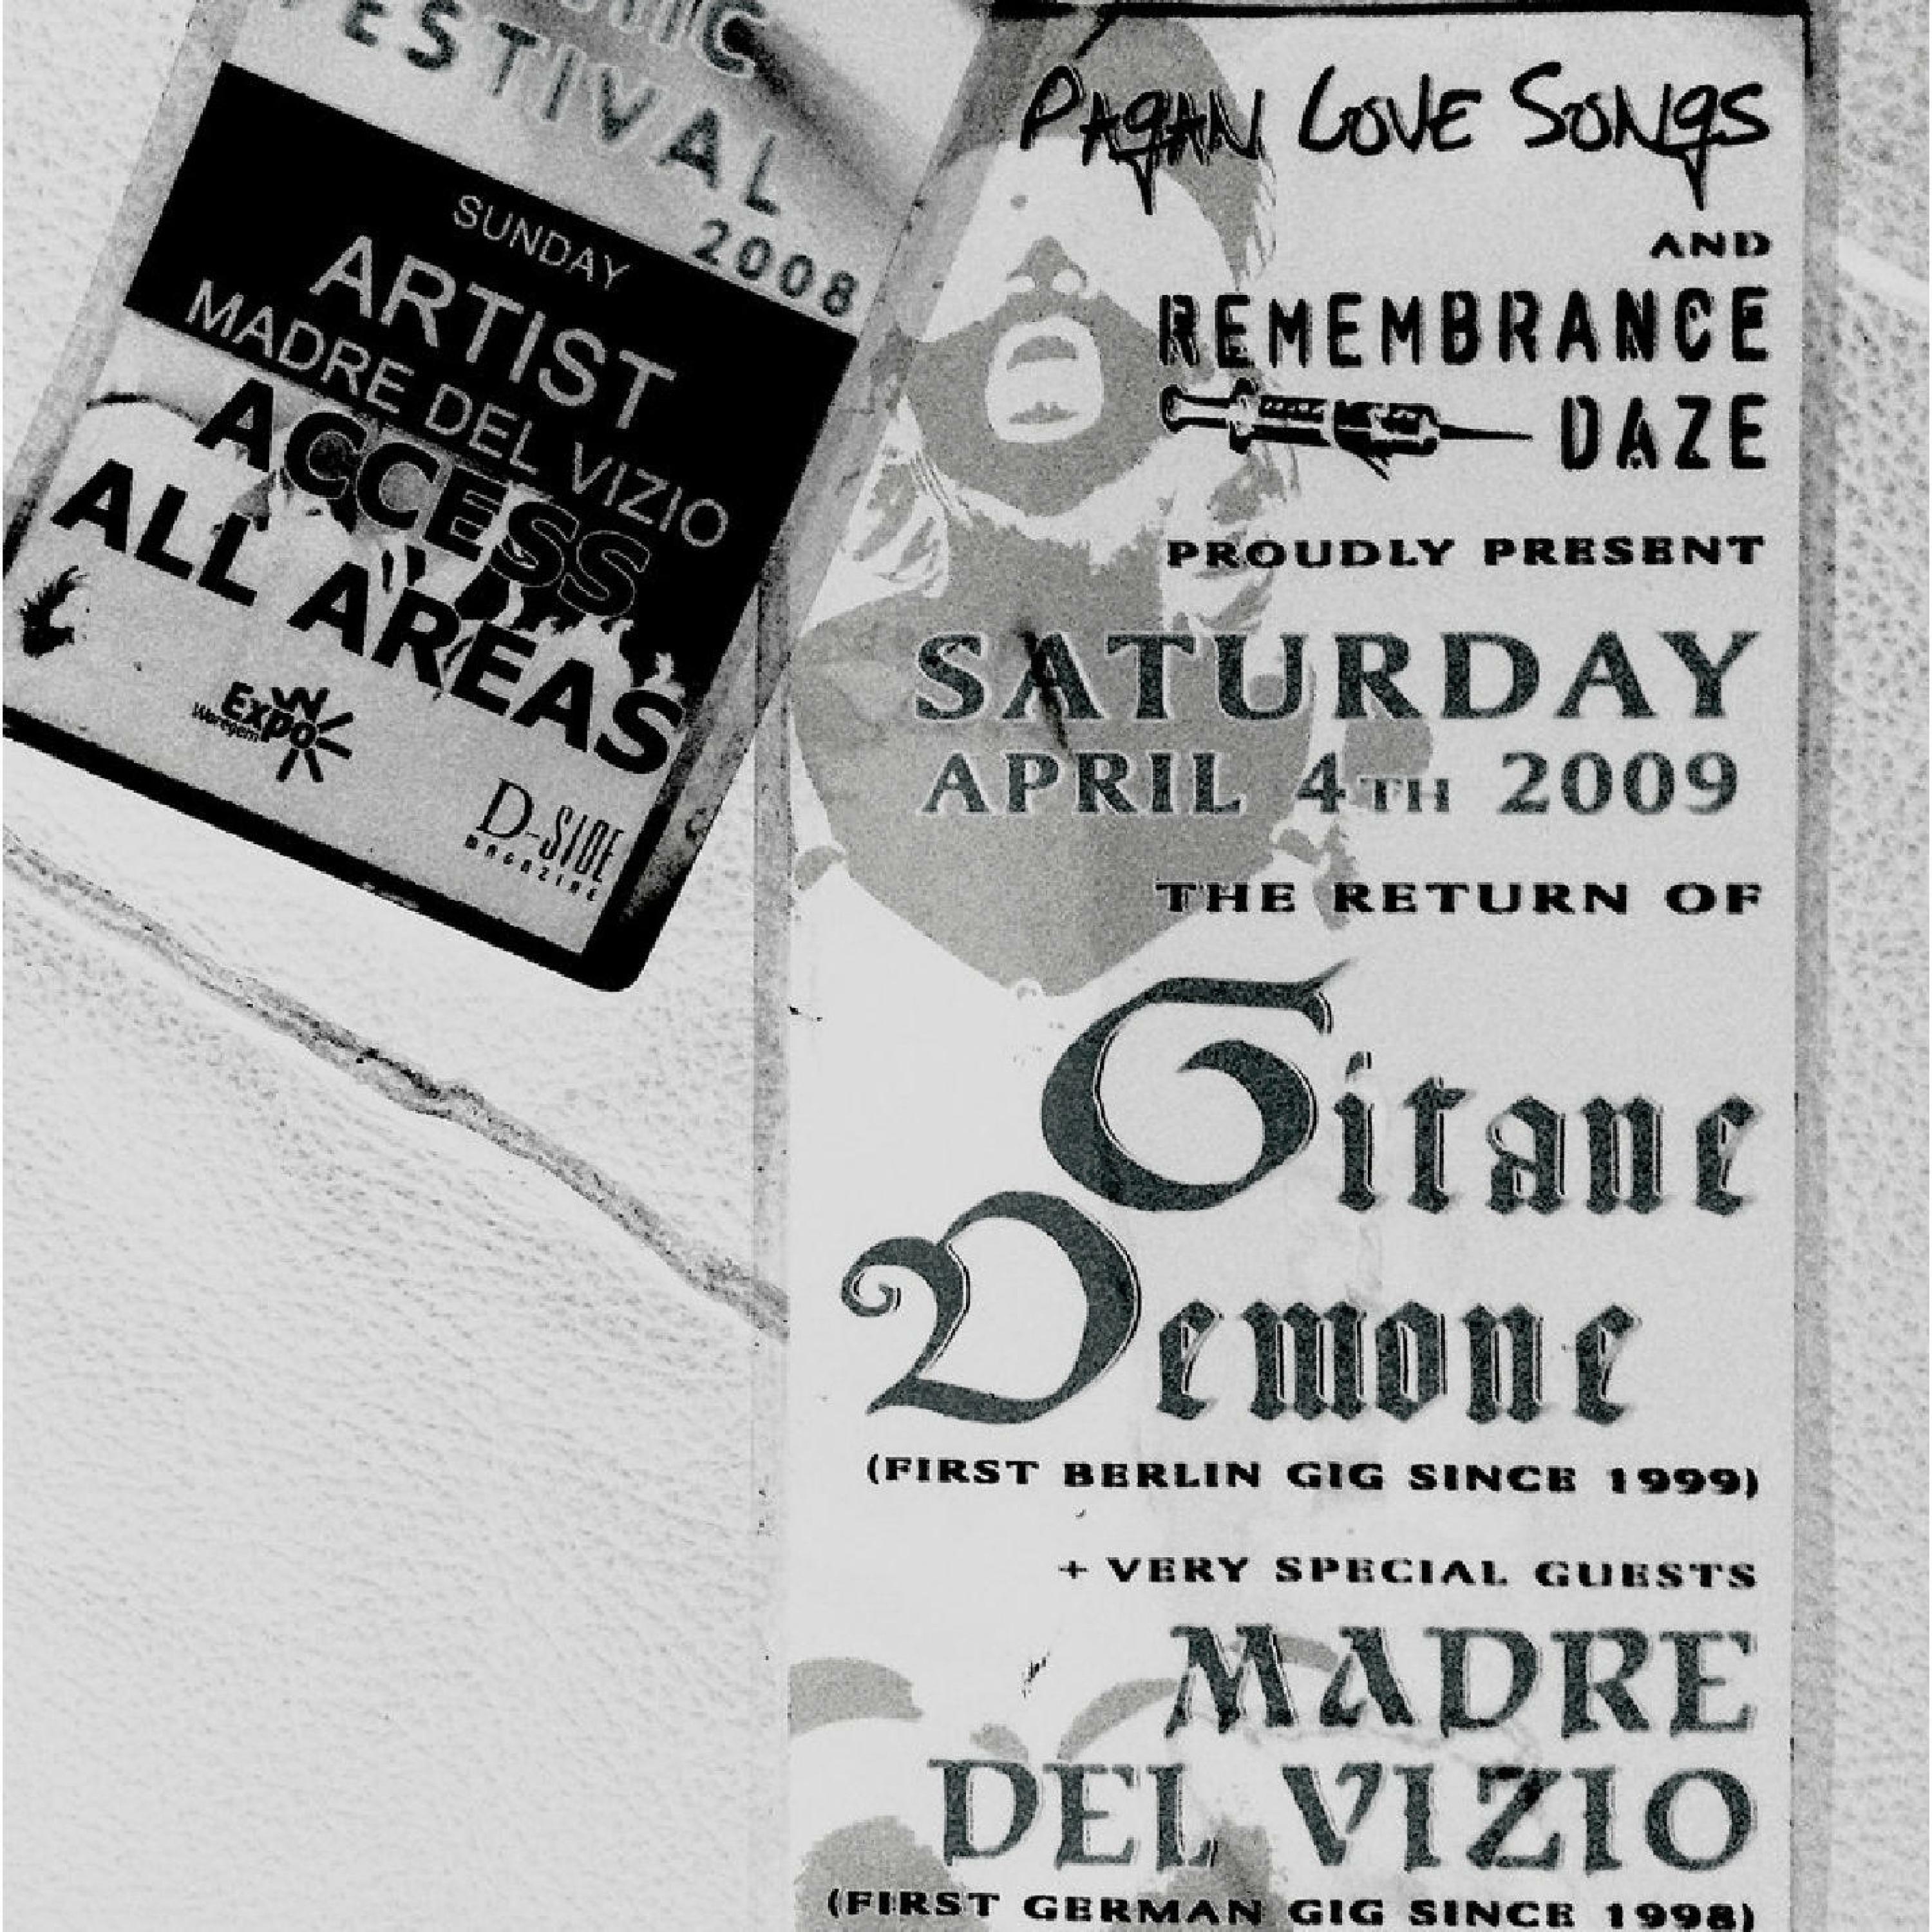 FESTIVAL
2008
SUNDAY
ARTIST
MADRE DEL VIZIO
ACCESS
ALL AREAS
W
Expo
Waregem
D-SIDE
MAGAZINE
PAGAN LOVE SONGS
AND
REMEMBRANCE
DAZE
PROUDLY PRESENT
SATURDAY
APRIL 4TH 2009
THE RETURN OF
Gitane
Demone
(FIRST BERLIN GIG SINCE 1999)
+ VERY SPECIAL GUESTS
MADRE
DEL VIZIO
(FIRST GERMAN GIG SINCE 1998)